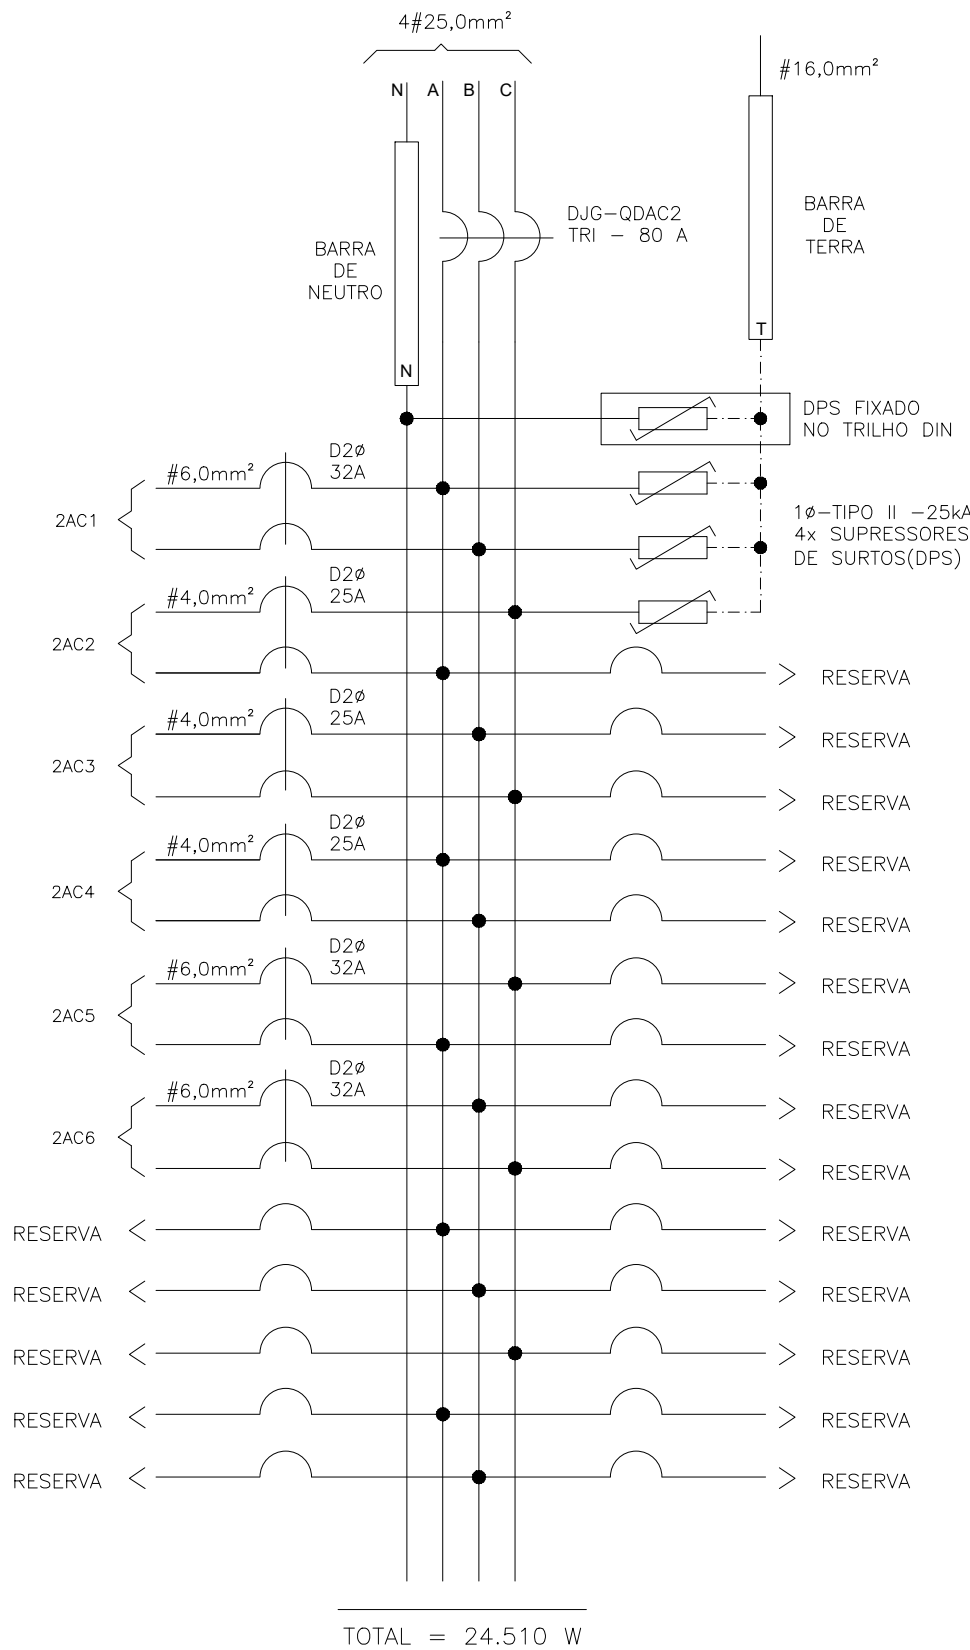 4#25,0mm²
#16,0mm²
N A B C
DJG-QDAC2
TRI - 80 A
BARRA
DE
TERRA
BARRA
DE
NEUTRO
T
N
DPS FIXADO
NO TRILHO DIN
#6,0mm²
D2ø
32A
2AC1
1ø-TIPO II -25kA
4x SUPRESSORES
DE SURTOS(DPS)
#4,0mm²
D2ø
25A
2AC2
RESERVA
#4,0mm²
D2ø
25A
RESERVA
2AC3
RESERVA
#4,0mm²
D2ø
25A
RESERVA
2AC4
RESERVA
#6,0mm²
D2ø
32A
RESERVA
2AC5
RESERVA
#6,0mm²
D2ø
32A
RESERVA
2AC6
RESERVA
RESERVA RESERVA
RESERVA RESERVA
RESERVA RESERVA
RESERVA RESERVA
RESERVA RESERVA
TOTAL = 24.510 W